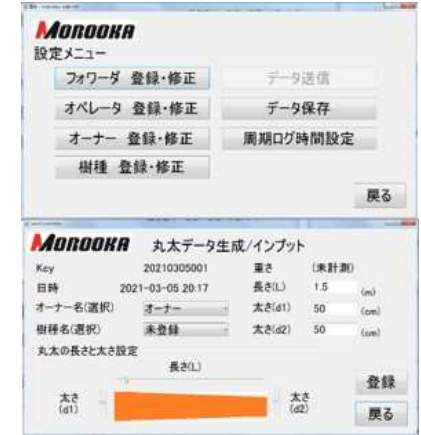 MOROOKA
設定メニュー
フォワーダ 登録・修正 データ送信
オペレータ 登録・修正 データ保存
オーナー 登録・修正 周期ログ時間設定
樹種 登録・修正
戻る
MOROOKA 丸太データ生成/インプット
Key 20210305001 重さ (未計測)
日時 2021-03-05 20:17 長さ(L) 1.5 (m)
オーナー名(選択) オーナー 太さ(d1) 50 (cm)
樹種名(選択) 未登録 太さ(d2) 50 (cm)
丸太の長さと太さ設定
長さ(L)
太さ(d1) 太さ(d2)
登録
戻る